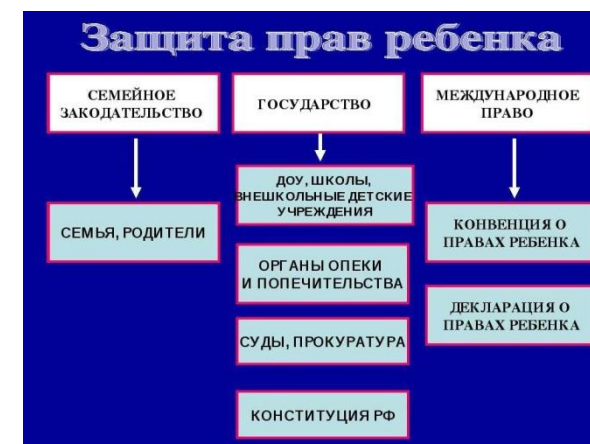 Защита прав ребенка
СЕМЕЙНОЕ
ЗАКОДАТЕЛЬСТВО
СЕМЬЯ, РОДИТЕЛИ
ГОСУДАРСТВО
ДОУ, ШКОЛЫ,
ВНЕШКОЛЬНЫЕ ДЕТСКИЕ
УЧРЕЖДЕНИЯ
ОРГАНЫ ОПЕКИ
И ПОПЕЧИТЕЛЬСТВА
СУДЫ, ПРОКУРАТУРА
КОНСТИТУЦИЯ РФ
МЕЖДУНАРОДНОЕ
ПРАВО
КОНВЕНЦИЯ О
ПРАВАХ РЕБЕНКА
ДЕКЛАРАЦИЯ О
ПРАВАХ РЕБЕНКА